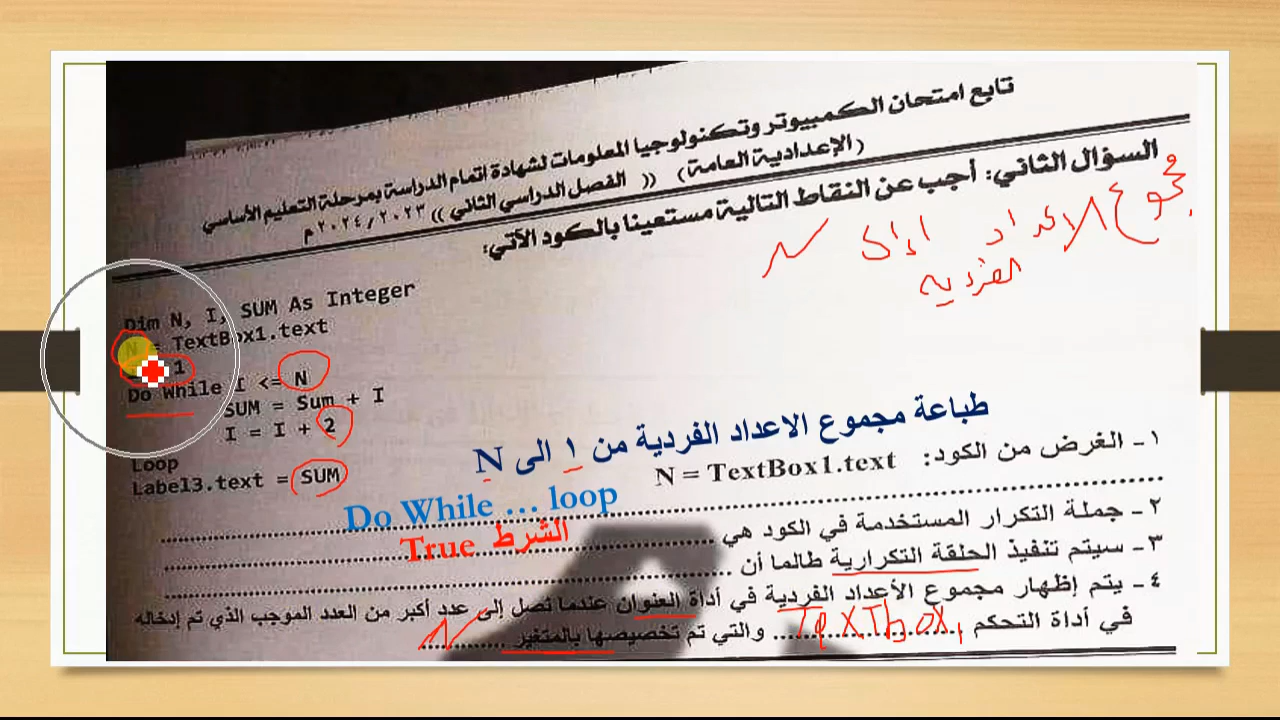 تابع امتحان الكمبيوتر وتكنولوجيا المعلومات لشهادة اتمام الدراسة بمرحلة التعليم الأساسي
(الإعدادية العامة) (( الفصل الدراسي الثاني )) ٢٠٢٤/٢٠٢٣ م
السؤال الثاني: أجب عن النقاط التالية مستعينا بالكود الآتي:
مجموع الاعداد الفردية
N
Dim N, I, SUM As Integer
N = TextBox1.text
1
Do While I <= N
SUM = Sum + I
I = I + 2
Loop
Label3.text = SUM
طباعة مجموع الاعداد الفردية من ١ الى N
١- الغرض من الكود: N = TextBox1.text
Do While ... loop
٢- جملة التكرار المستخدمة في الكود هي
الشرط True
٣- سيتم تنفيذ الحلقة التكرارية طالما أن
٤- يتم إظهار مجموع الأعداد الفردية في أداة العنوان عندما تصل إلى عدد أكبر من العدد الموجب الذي تم إدخاله
في أداة التحكم TexTbox1 والتي تم تخصيصها بالمتغير N